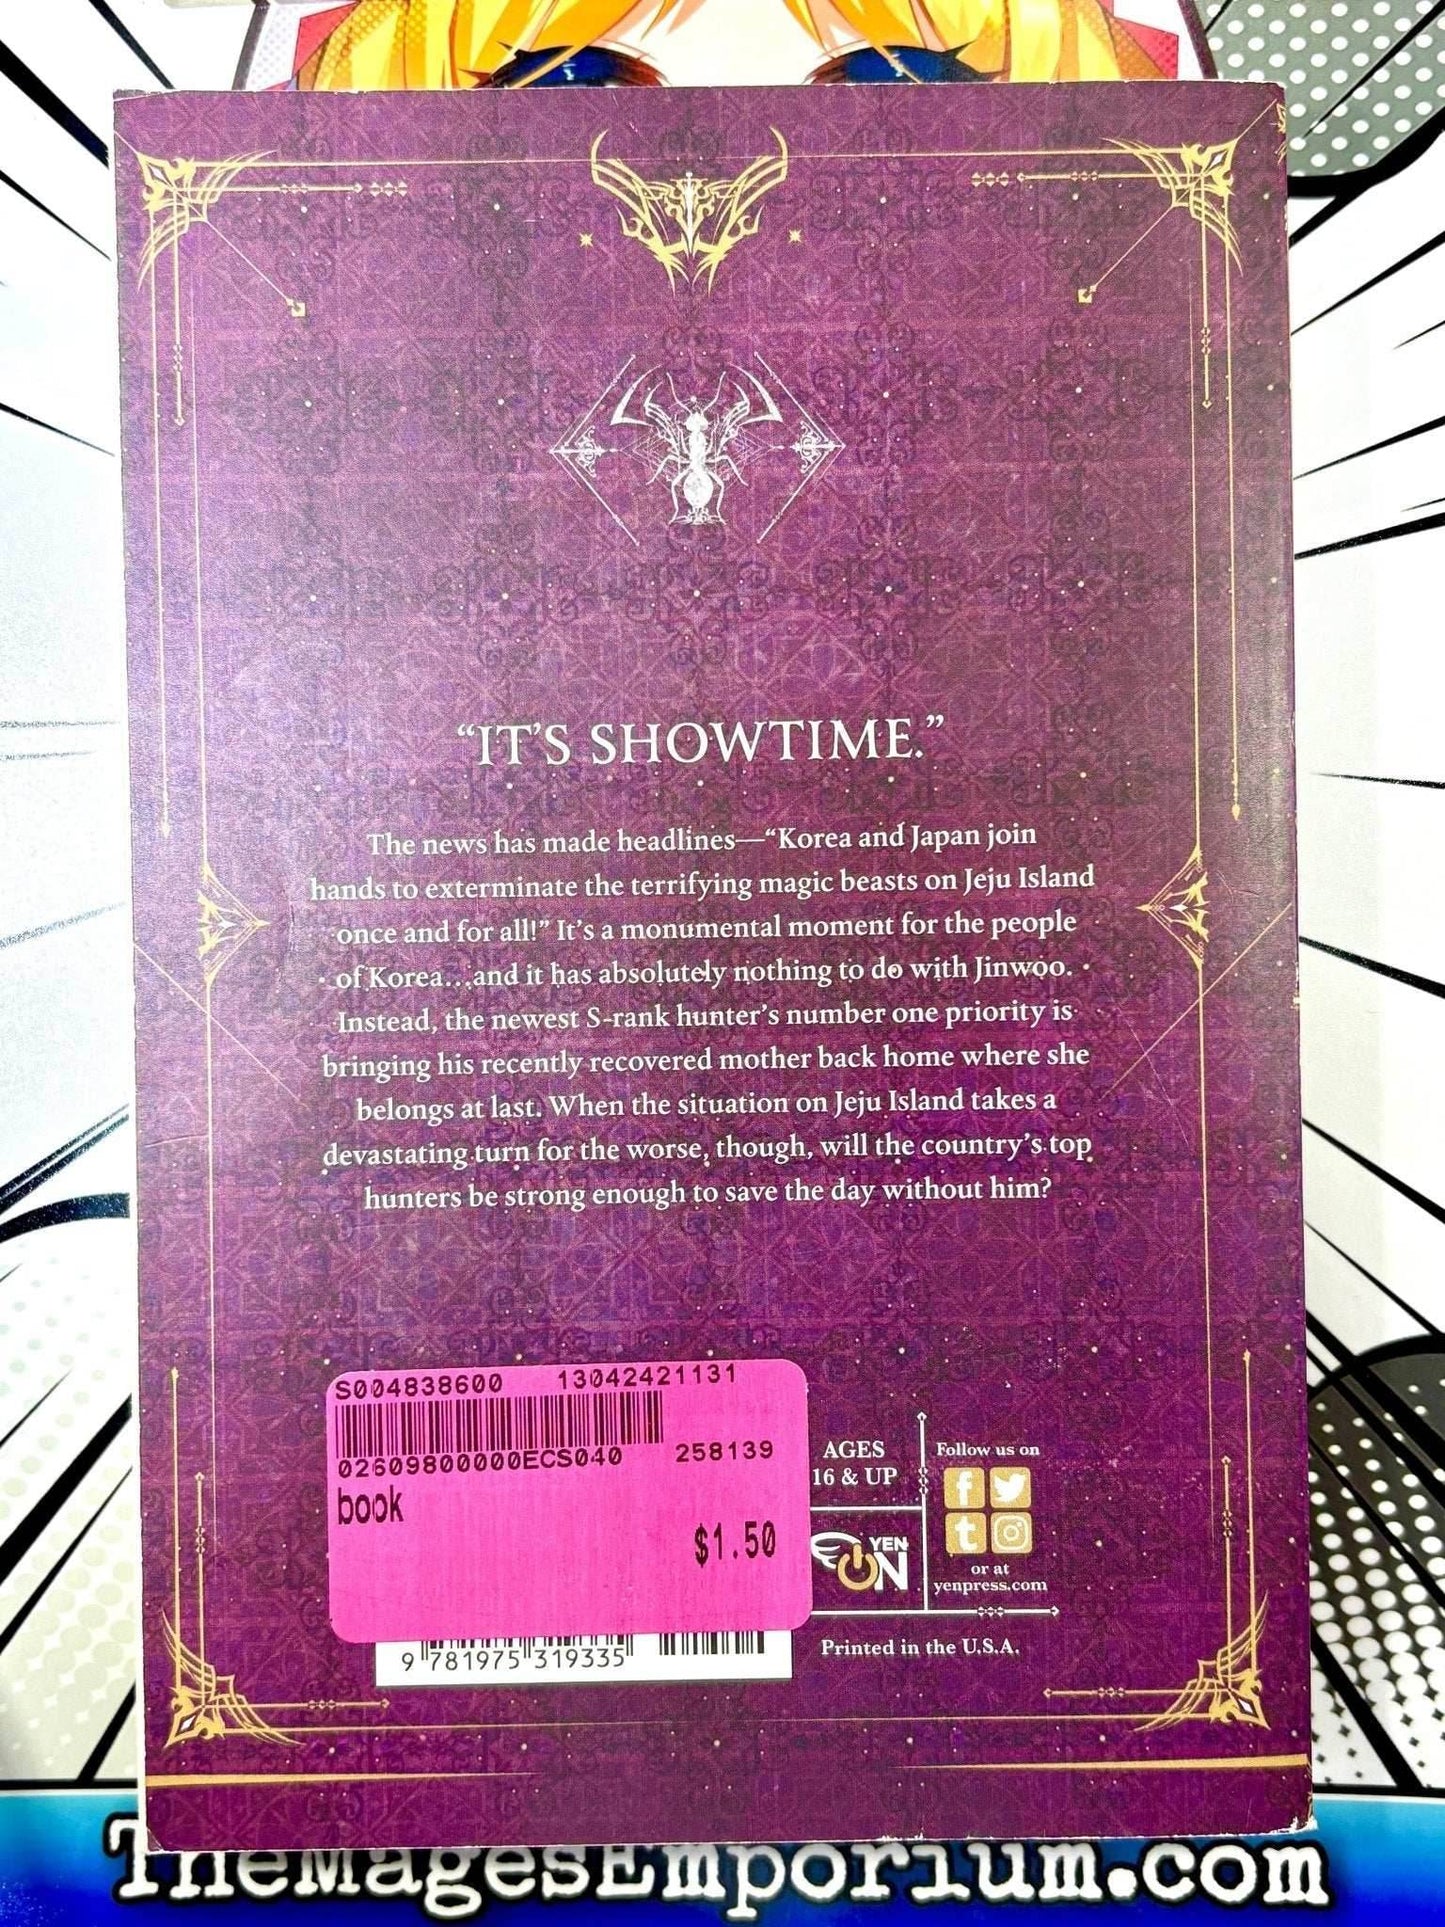 “IT’S SHOWTIME.”
The news has made headlines—“Korea and Japan join
hands to exterminate the terrifying magic beasts on Jeju Island
once and for all!” It’s a monumental moment for the people
of Korea...and it has absolutely nothing to do with Jinwoo.
Instead, the newest S-rank hunter’s number one priority is
bringing his recently recovered mother back home where she
belongs at last. When the situation on Jeju Island takes a
devastating turn for the worse, though, will the country’s top
hunters be strong enough to save the day without him?
S004838600 13042421131
02609800000ECS040 258139
book
$1.50
AGES
16 & UP
YEN
ON
Follow us on
or at
yenpress.com
Printed in the U.S.A.
9 781975 319335
TheMagesEmporium.com